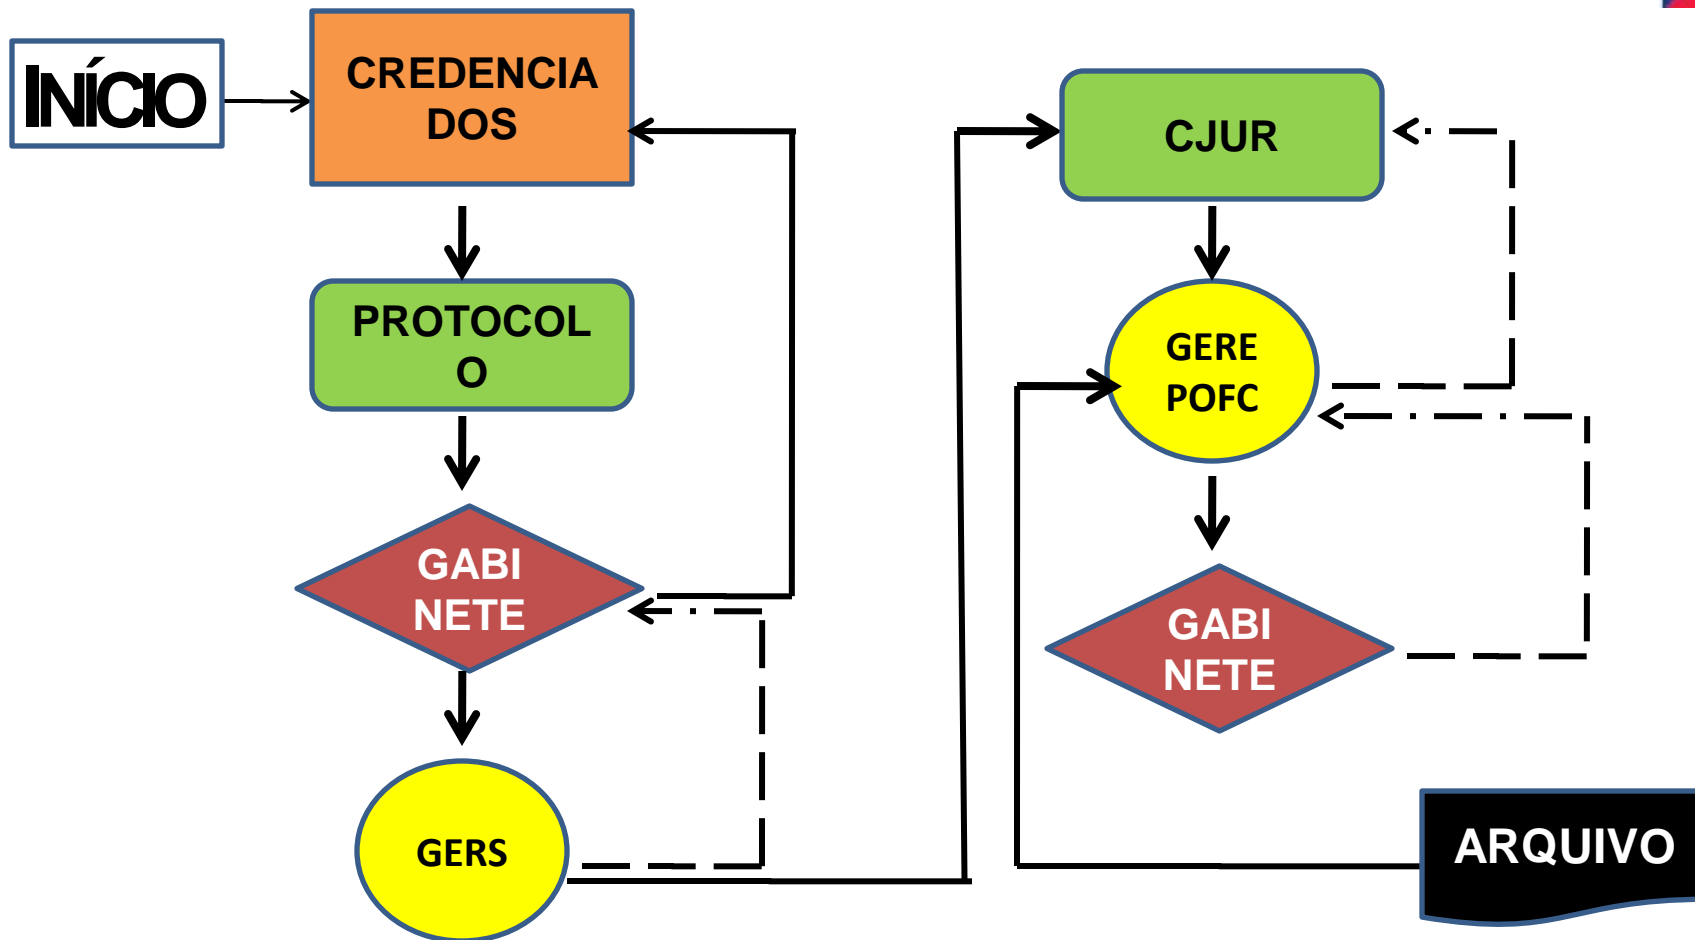 INÍCIO
CREDENCIA
DOS
PROTOCOL
O
GABI
NETE
GERS
CJUR
GERE
POFC
GABI
NETE
ARQUIVO